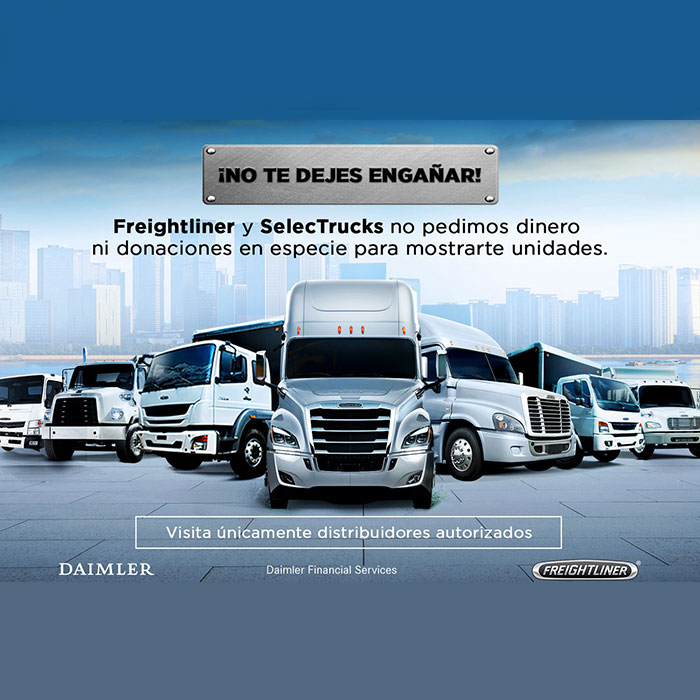 ¡NO TE DEJES ENGAÑAR!
Freightliner y SelecTrucks no pedimos dinero
ni donaciones en especie para mostrarte unidades.
Visita únicamente distribuidores autorizados
DAIMLER
Daimler Financial Services
FREIGHTLINER